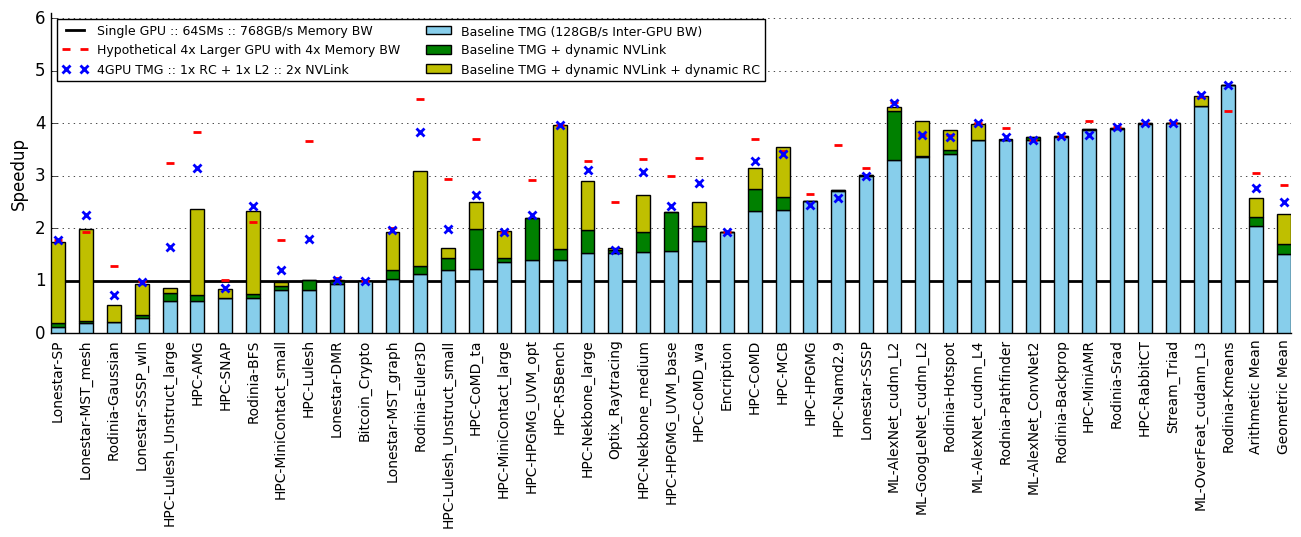 6
5
4
3
2
1
0
Speedup
Single GPU :: 64SMs :: 768GB/s Memory BW
Hypothetical 4x Larger GPU with 4x Memory BW
4GPU TMG :: 1x RC + 1x L2 :: 2x NVLink
Baseline TMG (128GB/s Inter-GPU BW)
Baseline TMG + dynamic NVLink
Baseline TMG + dynamic NVLink + dynamic RC
Lonestar-SP
Lonestar-MST_mesh
Rodinia-Gaussian
Lonestar-SSSP_wln
HPC-Lulesh_Unstruct_large
HPC-AMG
HPC-SNAP
Rodinia-BFS
HPC-MiniContact_small
HPC-Lulesh
Lonestar-DMR
Bitcoin_Crypto
Lonestar-MST_graph
Rodinia-Euler3D
HPC-Lulesh_Unstruct_small
HPC-CoMD_ta
HPC-MiniContact_large
HPC-HPGMG_UVM_opt
HPC-RSBench
HPC-Nekbone_large
Optix_Raytracing
HPC-Nekbone_medium
HPC-HPGMG_UVM_base
HPC-CoMD_wa
Encription
HPC-CoMD
HPC-MCB
HPC-HPGMG
HPC-Namd2.9
Lonestar-SSSP
ML-AlexNet_cudnn_L2
ML-GoogLeNet_cudnn_L2
Rodinia-Hotspot
ML-AlexNet_cudnn_L4
Rodnia-Pathfinder
ML-AlexNet_ConvNet2
Rodinia-Backprop
HPC-MiniAMR
Rodinia-Srad
HPC-RabbitCT
Stream_Triad
ML-OverFeat_cudann_L3
Rodinia-Kmeans
Arithmetic Mean
Geometric Mean